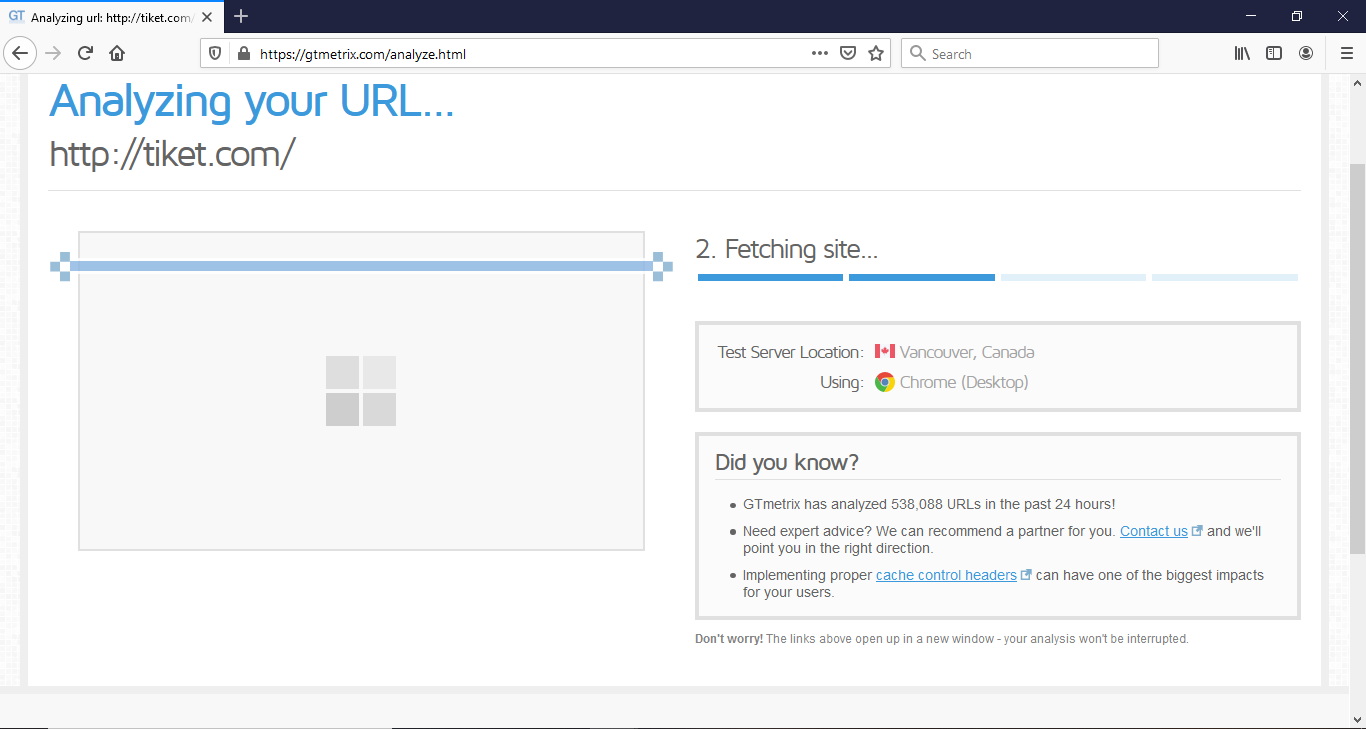 GT Analyzing url: http://tiket.com/
https://gtmetrix.com/analyze.html
Search
Analyzing your URL...
http://tiket.com/
2. Fetching site...
Test Server Location: Vancouver, Canada
Using: Chrome (Desktop)
Did you know?
GTmetrix has analyzed 538,088 URLs in the past 24 hours!
Need expert advice? We can recommend a partner for you. Contact us and we'll
point you in the right direction.
Implementing proper cache control headers can have one of the biggest impacts
for your users.
Don't worry! The links above open up in a new window - your analysis won't be interrupted.